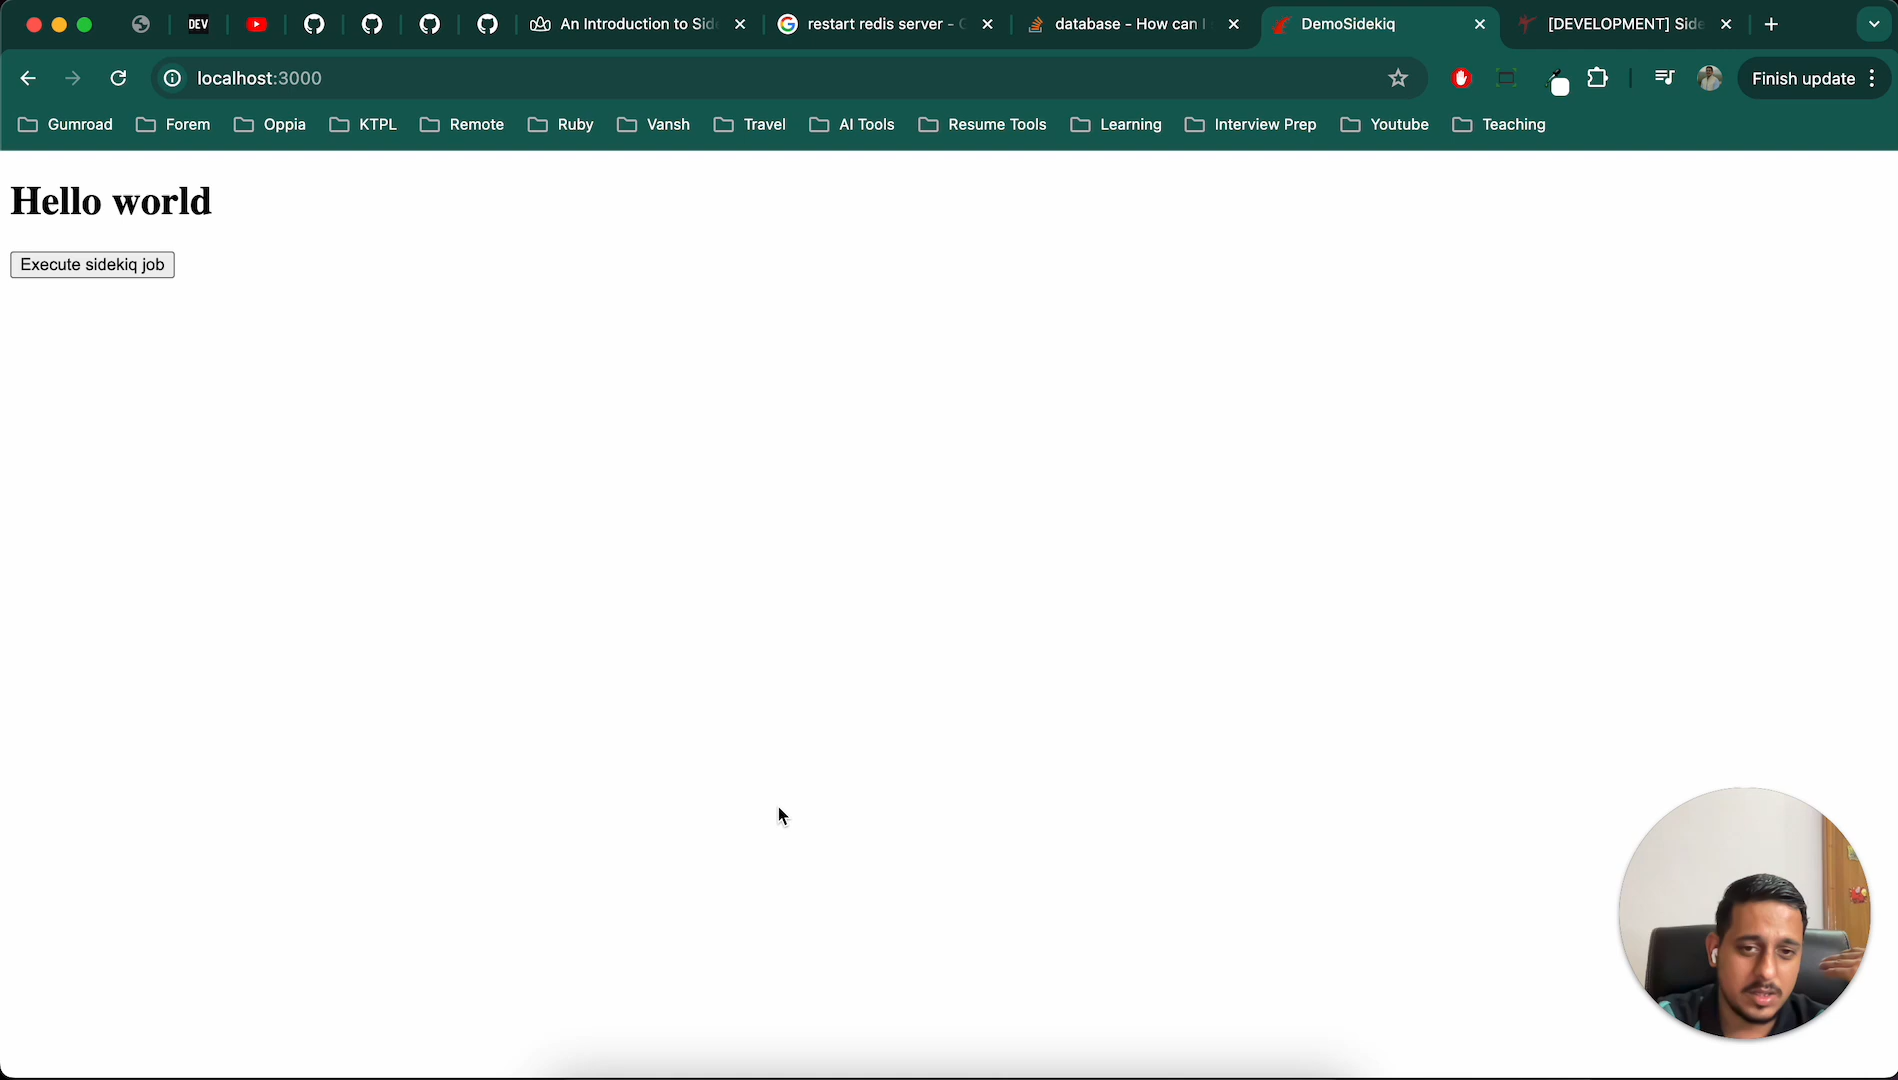 DEV
An Introduction to Sid
restart redis server -
database - How can I
DemoSidekiq
[DEVELOPMENT] Side
localhost:3000
Finish update
Gumroad
Forem
Oppia
KTPL
Remote
Ruby
Vansh
Travel
AI Tools
Resume Tools
Learning
Interview Prep
Youtube
Teaching
Hello world
Execute sidekiq job